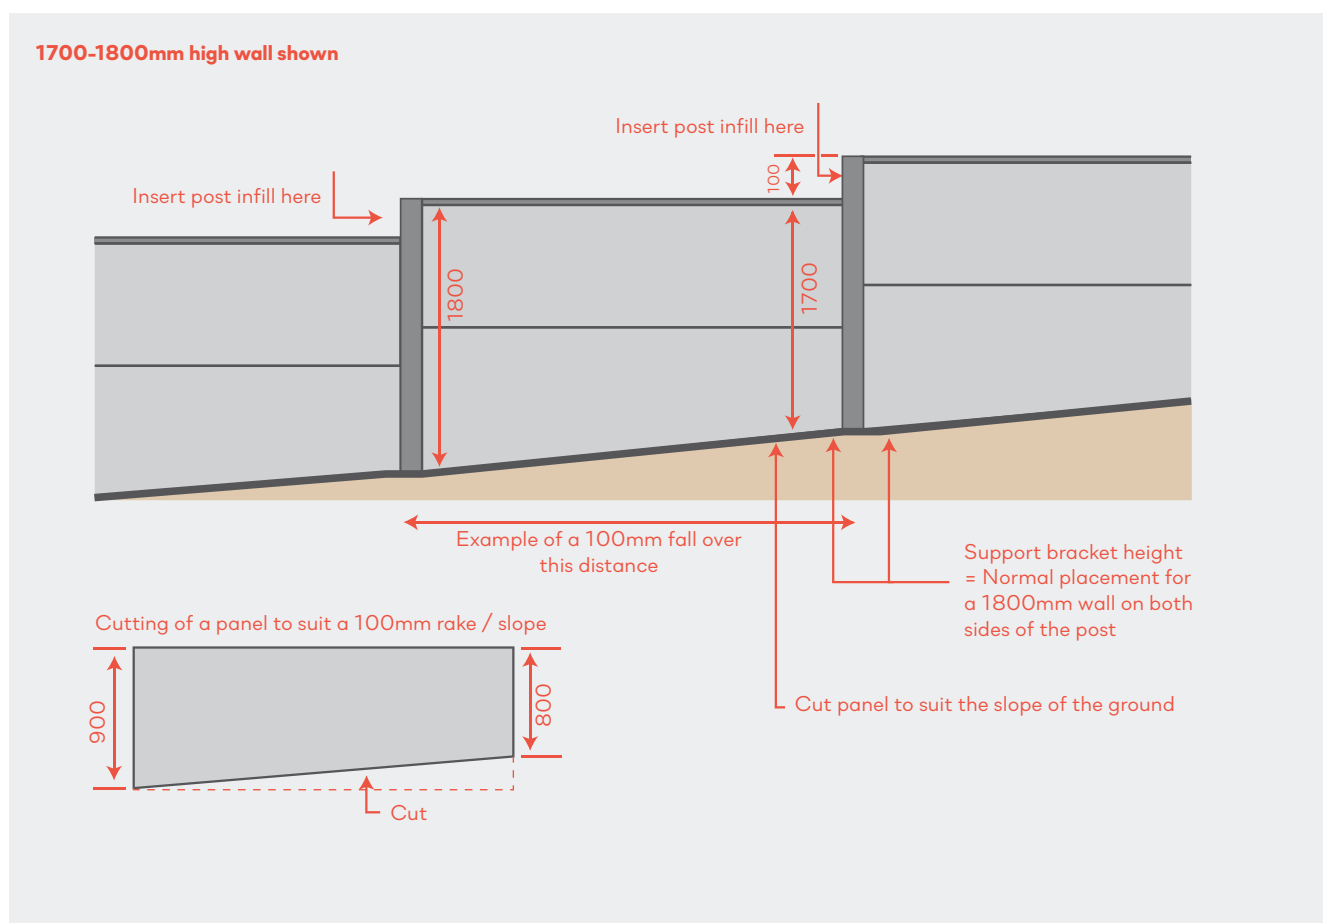 1700-1800mm high wall shown
Insert post infill here
100
Insert post infill here
1800
1700
Example of a 100mm fall over
this distance
Support bracket height
= Normal placement for
a 1800mm wall on both
sides of the post
Cutting of a panel to suit a 100mm rake / slope
900
800
Cut panel to suit the slope of the ground
Cut